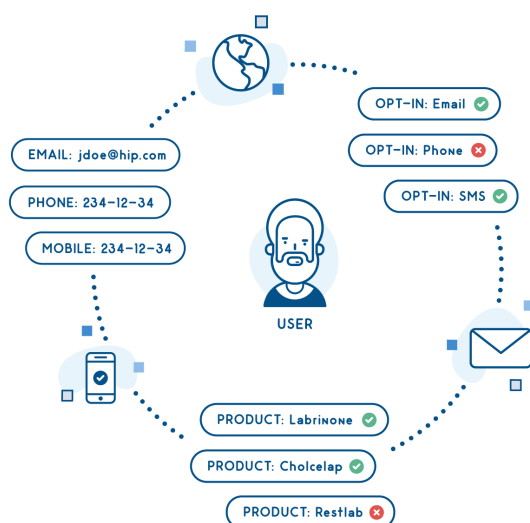 OPT-IN: Email
EMAIL: jdoe@hip.com
OPT-IN: Phone
PHONE: 234-12-34
OPT-IN: SMS
MOBILE: 234-12-34
USER
PRODUCT: Labrinone
PRODUCT: Cholcelap
PRODUCT: Restlab